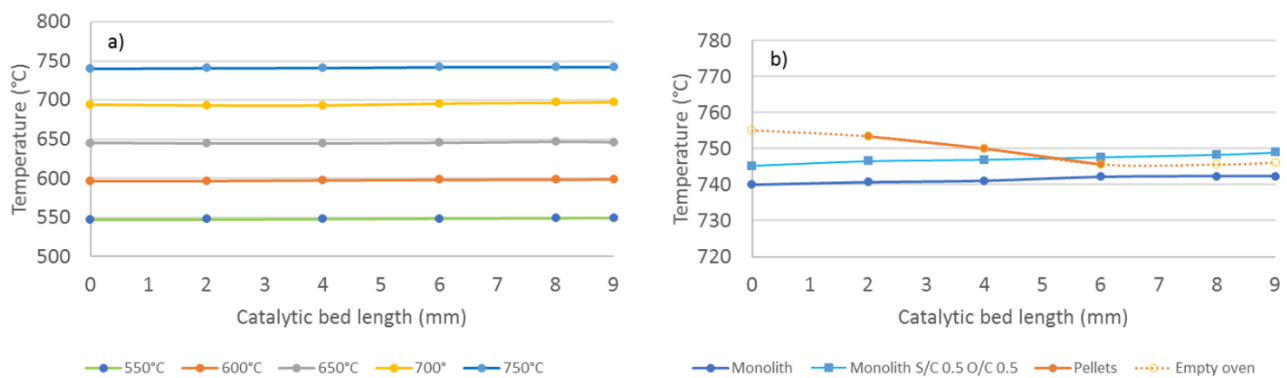 a)
Temperature (°C)
800
750
700
650
600
550
500
0 1 2 3 4 5 6 7 8 9
Catalytic bed length (mm)
550°C 600°C 650°C 700° 750°C
b)
Temperature (°C)
780
770
760
750
740
730
720
0 1 2 3 4 5 6 7 8 9
Catalytic bed length (mm)
Monolith Monolith S/C 0.5 O/C 0.5 Pellets Empty oven